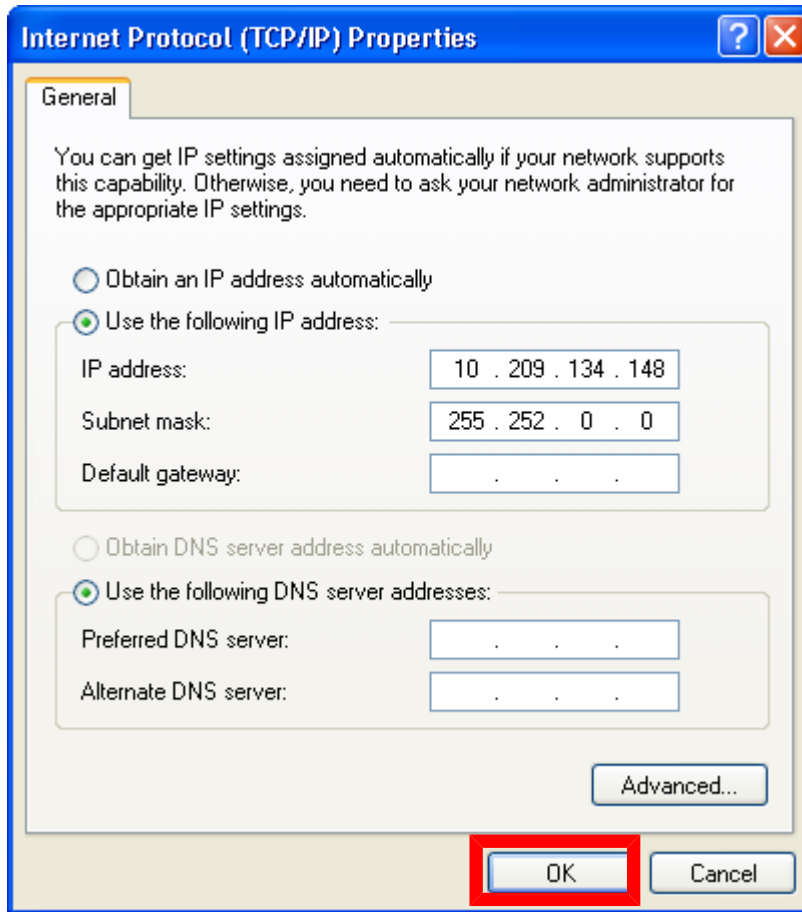 Internet Protocol (TCP/IP) Properties
General
You can get IP settings assigned automatically if your network supports
this capability. Otherwise, you need to ask your network administrator for
the appropriate IP settings.
Obtain an IP address automatically
Use the following IP address:
IP address: 10 . 209 . 134 . 148
Subnet mask: 255 . 252 . 0 . 0
Default gateway: . . .
Obtain DNS server address automatically
Use the following DNS server addresses:
Preferred DNS server: . . .
Alternate DNS server: . . .
Advanced...
OK Cancel